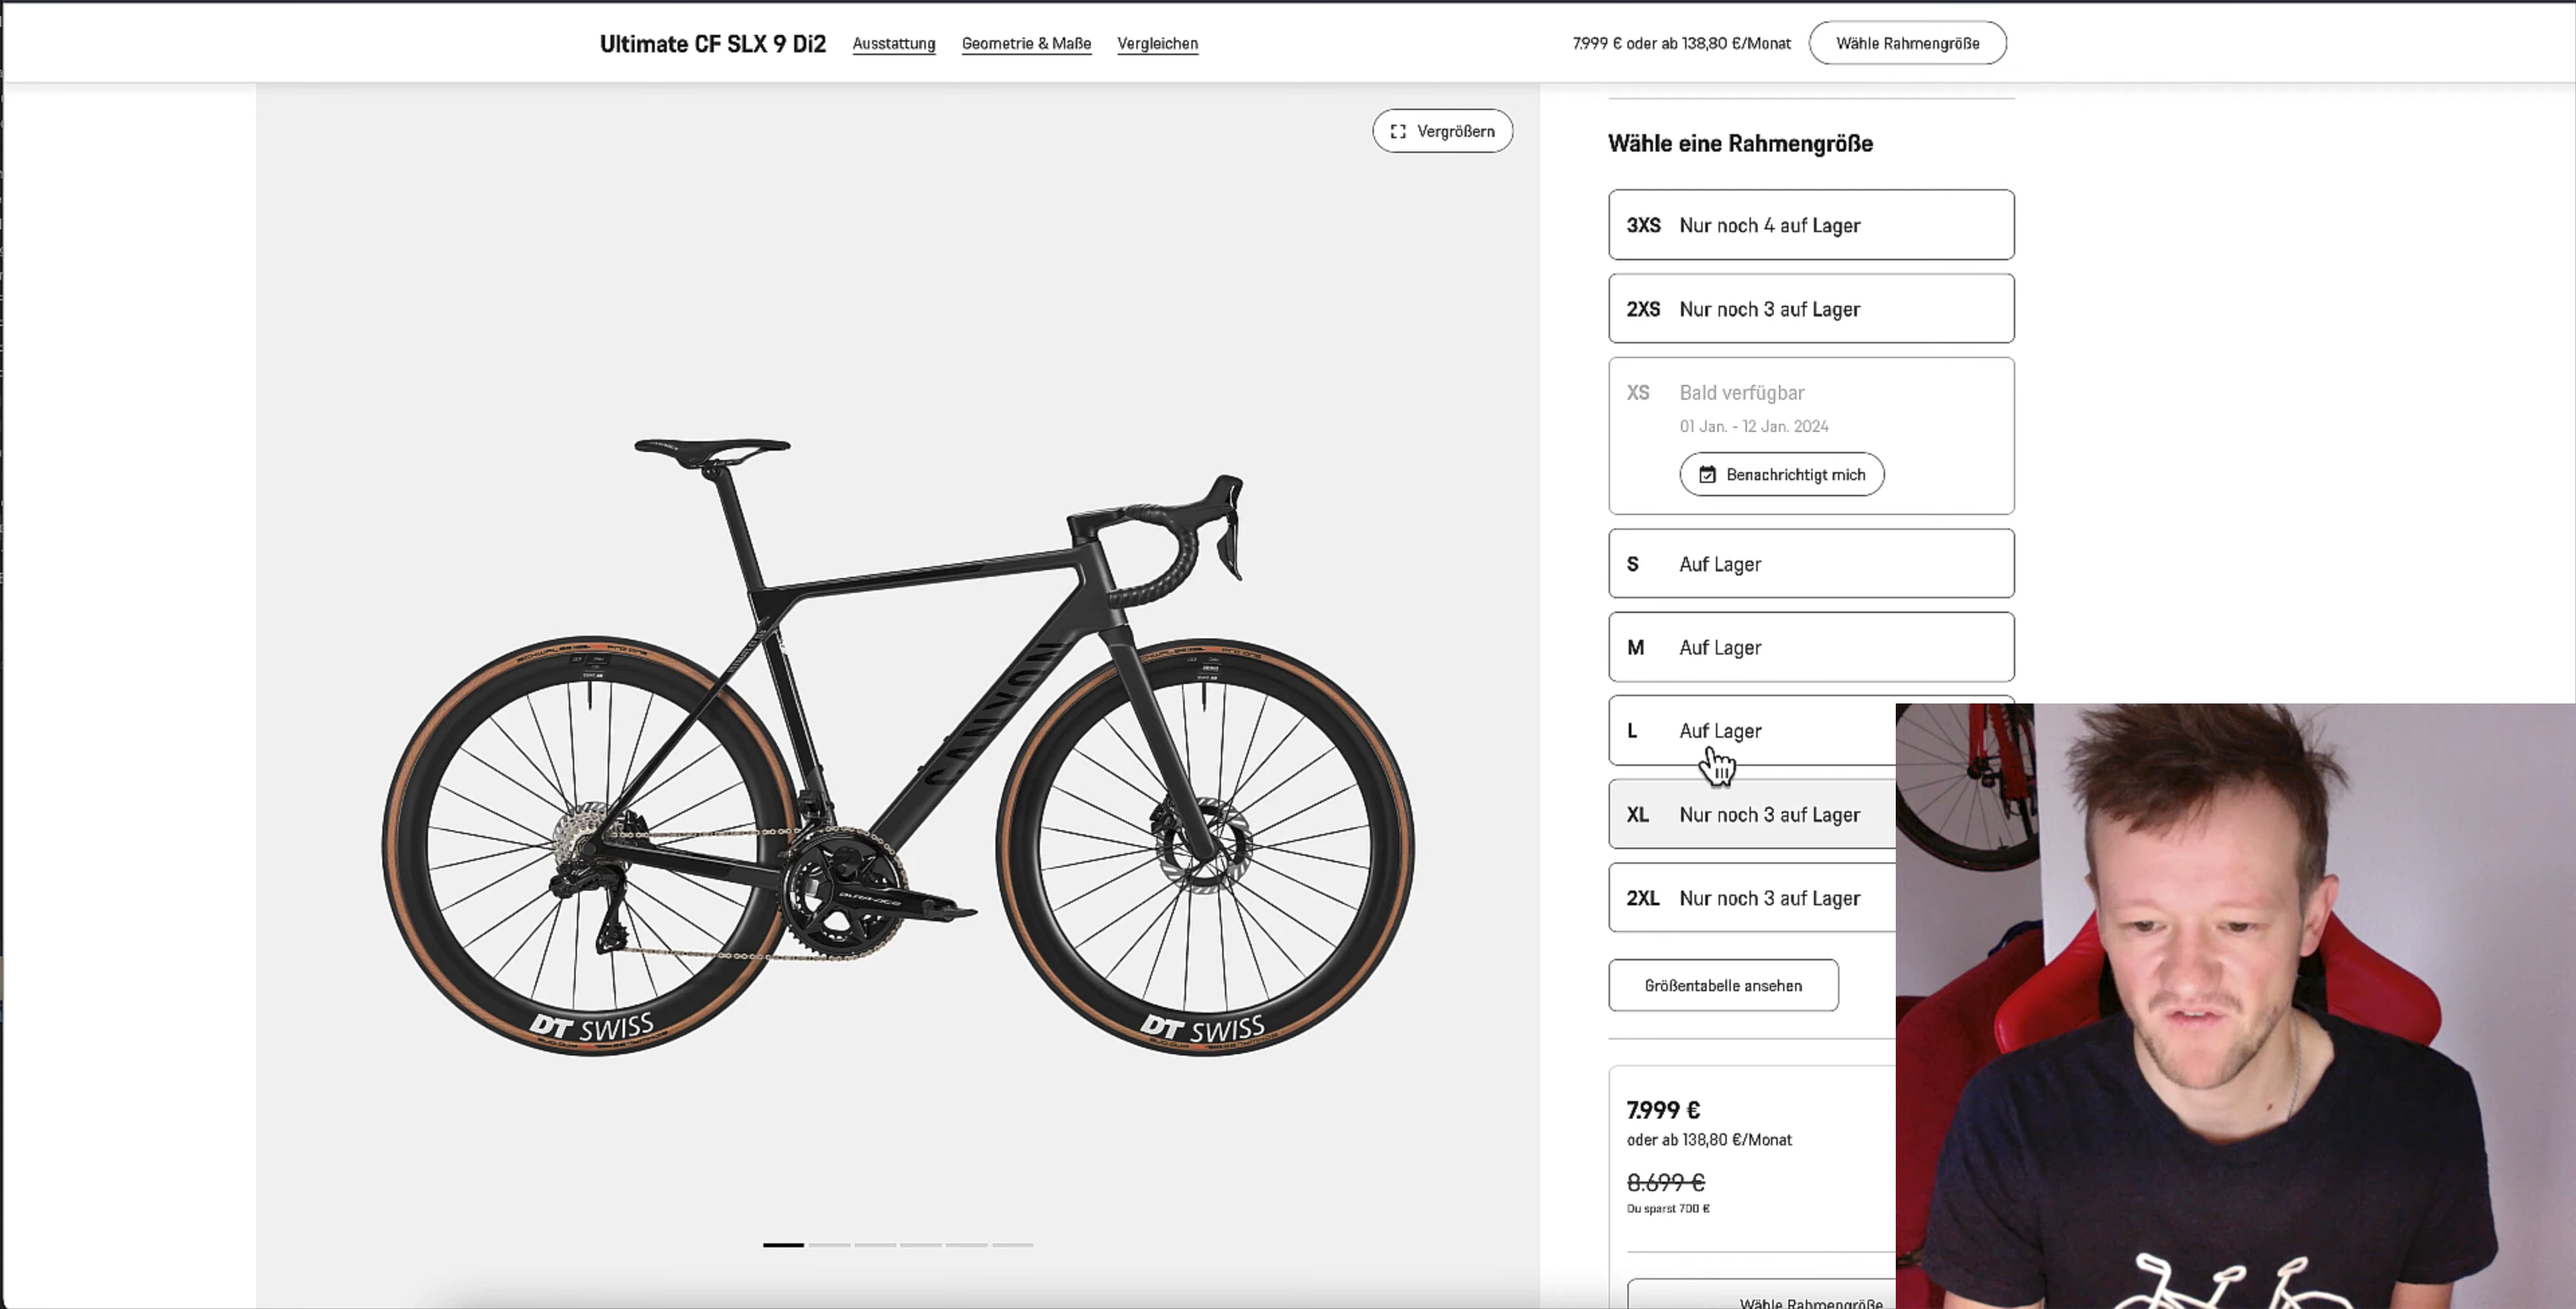 Ultimate CF SLX 9 Di2 Ausstattung Geometrie & Maße Vergleichen
7.999 € oder ab 138,80 €/Monat Wähle Rahmengröße
Vergrößern
CANYON
DT SWISS
DT SWISS
Wähle eine Rahmengröße
3XS Nur noch 4 auf Lager
2XS Nur noch 3 auf Lager
XS Bald verfügbar
01 Jan. - 12 Jan. 2024
Benachrichtigt mich
S Auf Lager
M Auf Lager
L Auf Lager
XL Nur noch 3 auf Lager
2XL Nur noch 3 auf Lager
Größentabelle ansehen
7.999 €
oder ab 138,80 €/Monat
8.699 €
Du sparst 700 €
Wähle Rahmengröße